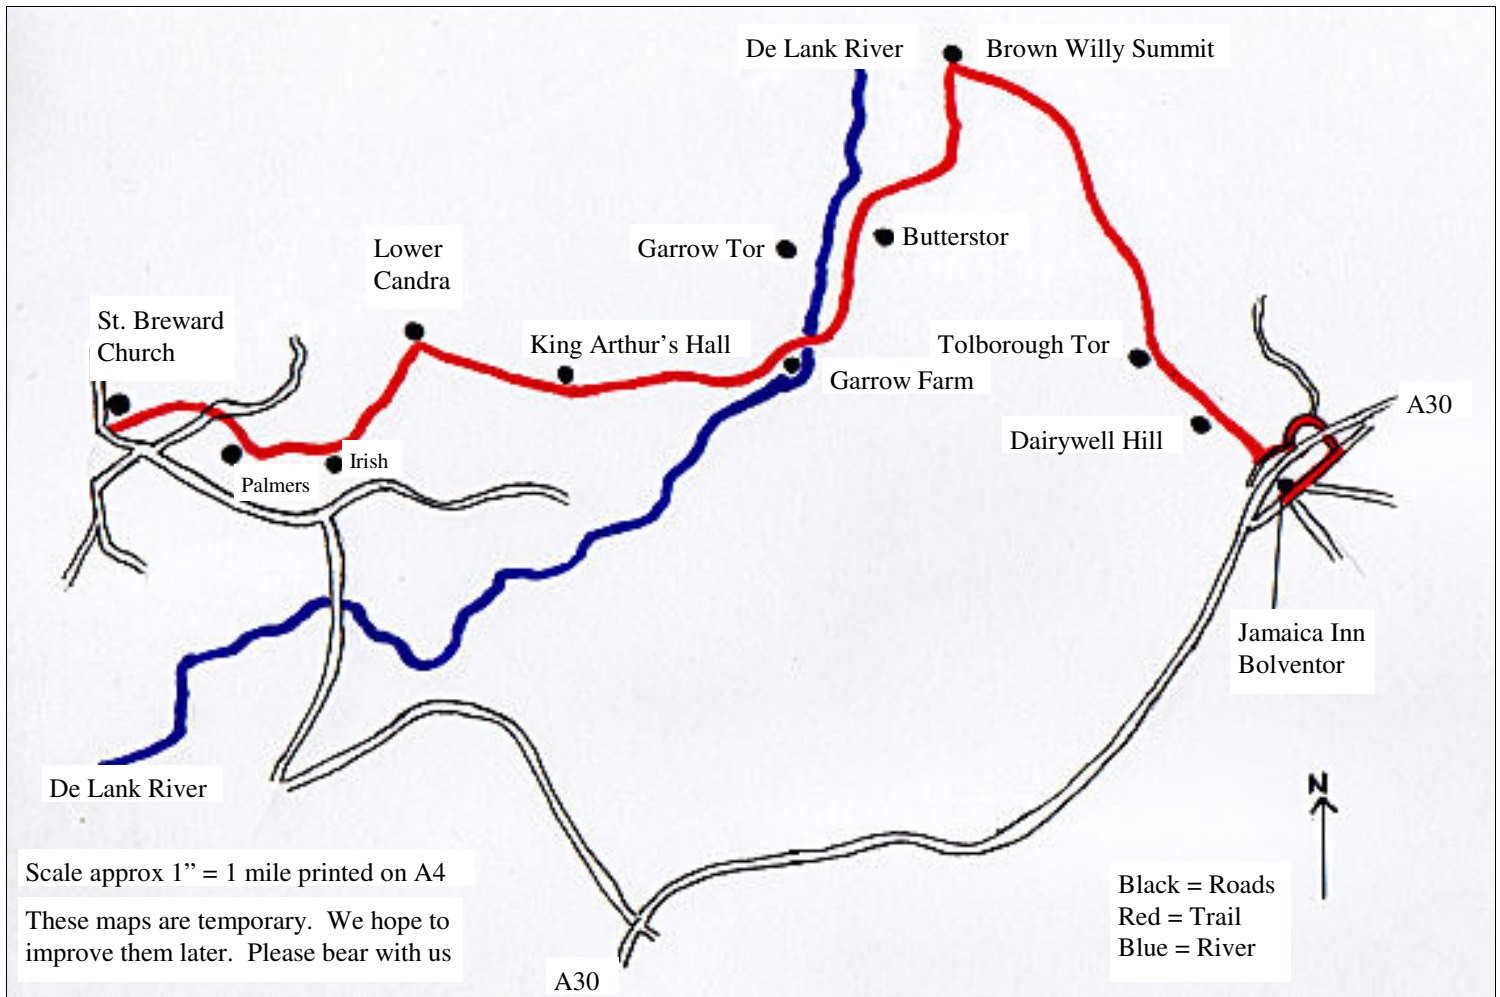 De Lank River
Brown Willy Summit
Garrow Tor
Butterstor
Lower
Candra
St. Breward
Church
King Arthur’s Hall
Tolborough Tor
Garrow Farm
A30
Dairywell Hill
Irish
Palmers
Jamaica Inn
Bolventor
De Lank River
N
Scale approx 1” = 1 mile printed on A4
These maps are temporary.  We hope to
improve them later.  Please bear with us
Black = Roads
Red = Trail
Blue = River
A30